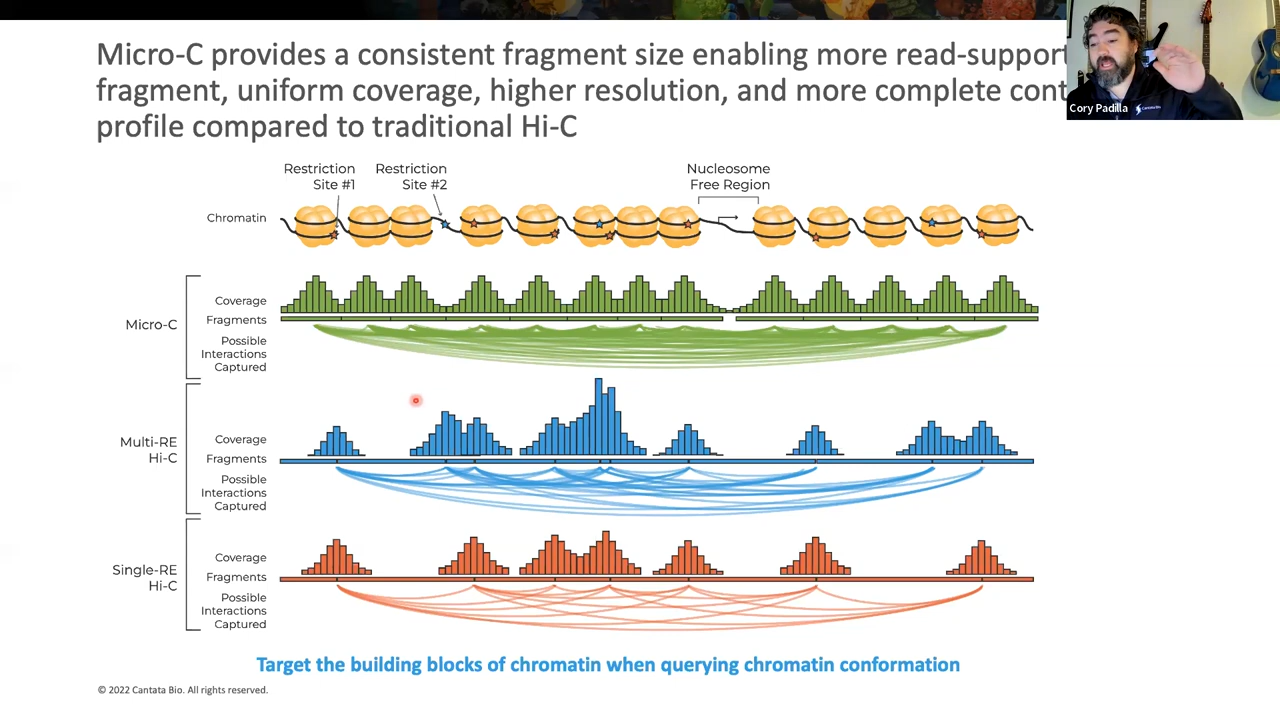 Micro-C provides a consistent fragment size enabling more read-support
fragment, uniform coverage, higher resolution, and more complete
profile compared to traditional Hi-C
Cory Padilla
Cantata Bio
Restriction
Site #1
Restriction
Site #2
Nucleosome
Free Region
Chromatin
Micro-C
Coverage
Fragments
Possible
Interactions
Captured
Multi-RE
Hi-C
Coverage
Fragments
Possible
Interactions
Captured
Single-RE
Hi-C
Coverage
Fragments
Possible
Interactions
Captured
Target the building blocks of chromatin when querying chromatin conformation
© 2022 Cantata Bio. All rights reserved.